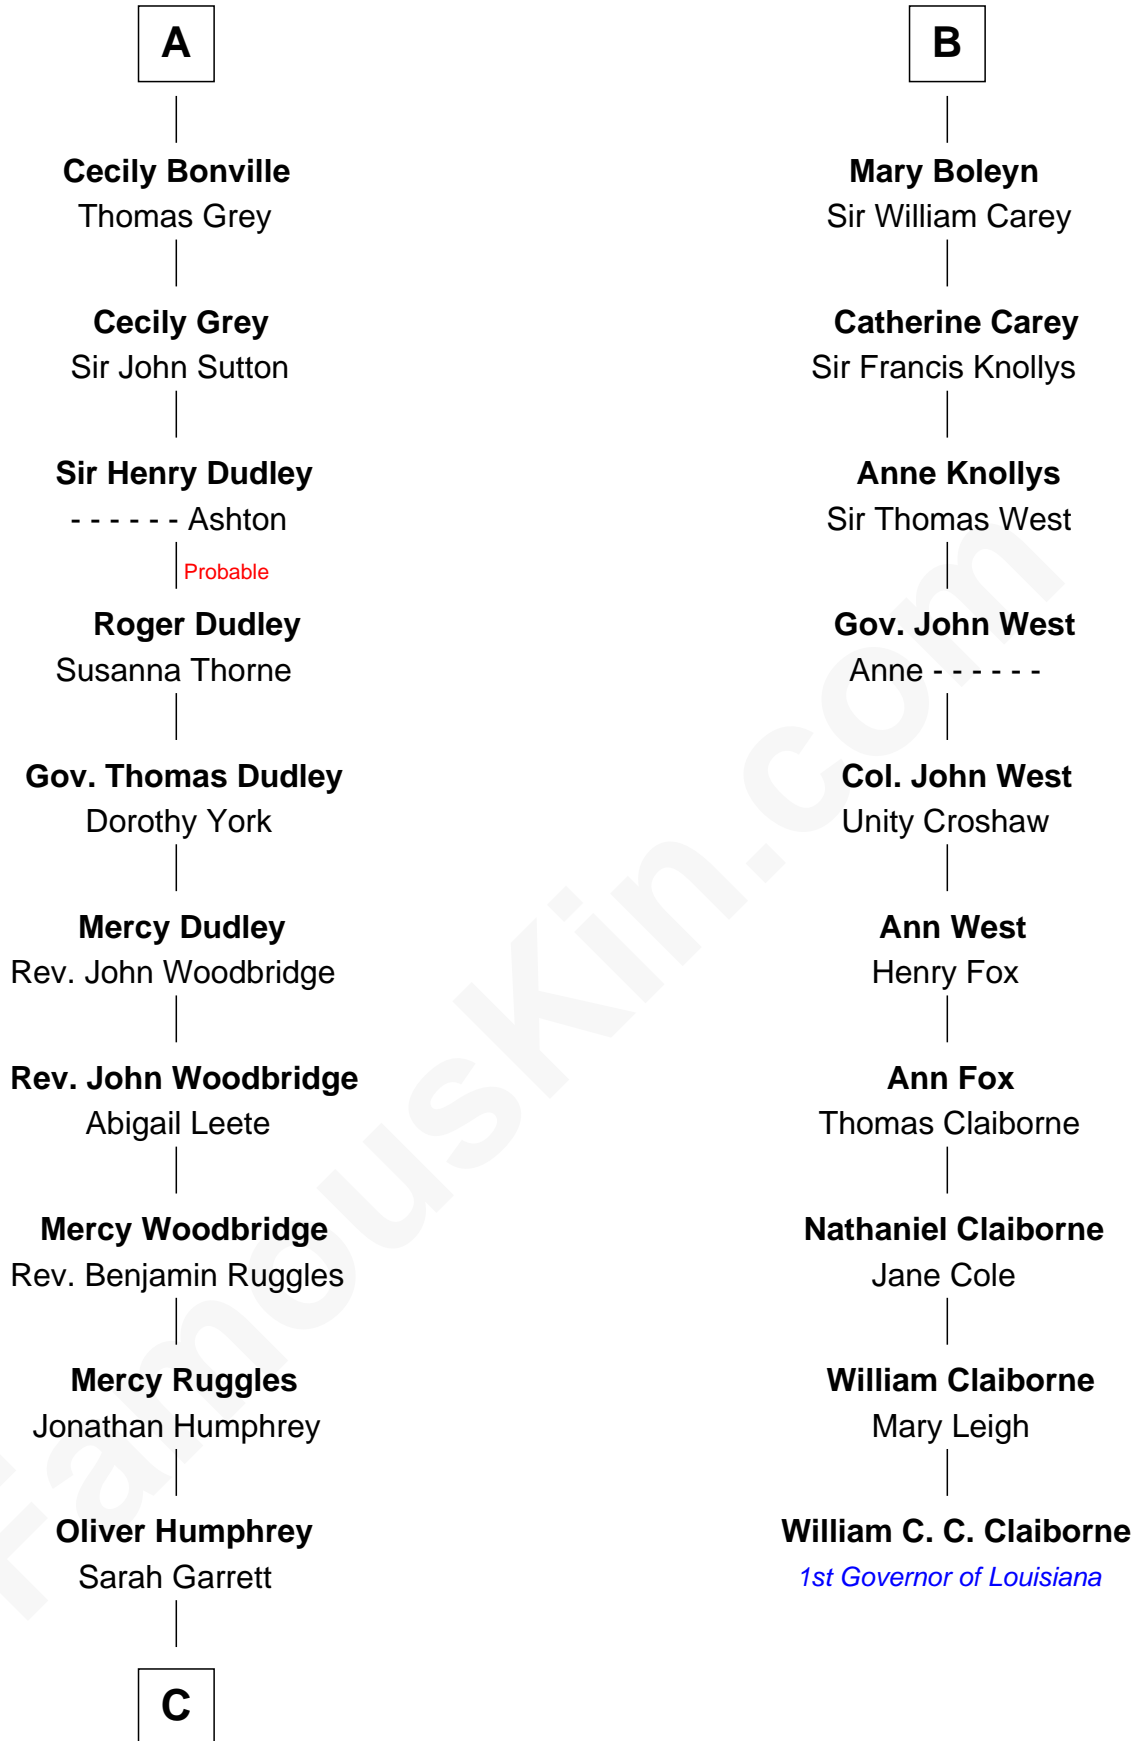 A
Cecily Bonville
Thomas Grey
Cecily Grey
Sir John Sutton
Sir Henry Dudley
- - - - - - Ashton
Probable
Roger Dudley
Susanna Thorne
Gov. Thomas Dudley
Dorothy York
Mercy Dudley
Rev. John Woodbridge
Rev. John Woodbridge
Abigail Leete
Mercy Woodbridge
Rev. Benjamin Ruggles
Mercy Ruggles
Jonathan Humphrey
Oliver Humphrey
Sarah Garrett
C
B
Mary Boleyn
Sir William Carey
Catherine Carey
Sir Francis Knollys
Anne Knollys
Sir Thomas West
Gov. John West
Anne - - - - - -
Col. John West
Unity Croshaw
Ann West
Henry Fox
Ann Fox
Thomas Claiborne
Nathaniel Claiborne
Jane Cole
William Claiborne
Mary Leigh
William C. C. Claiborne
1st Governor of Louisiana
FamousKin.com